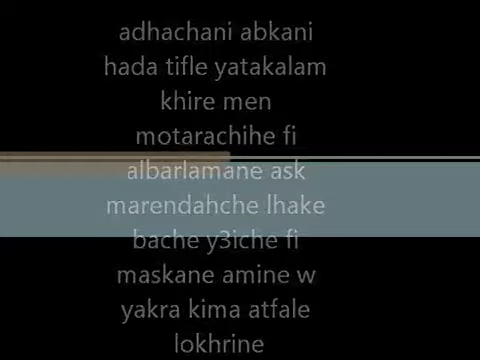 adhachani abkani
hada tifle yatakalam
khire men
motarachihe fi
albarlamane ask
marendahche lhake
bache y3iche fi
maskane amine w
yakra kima atfale
lokhrine